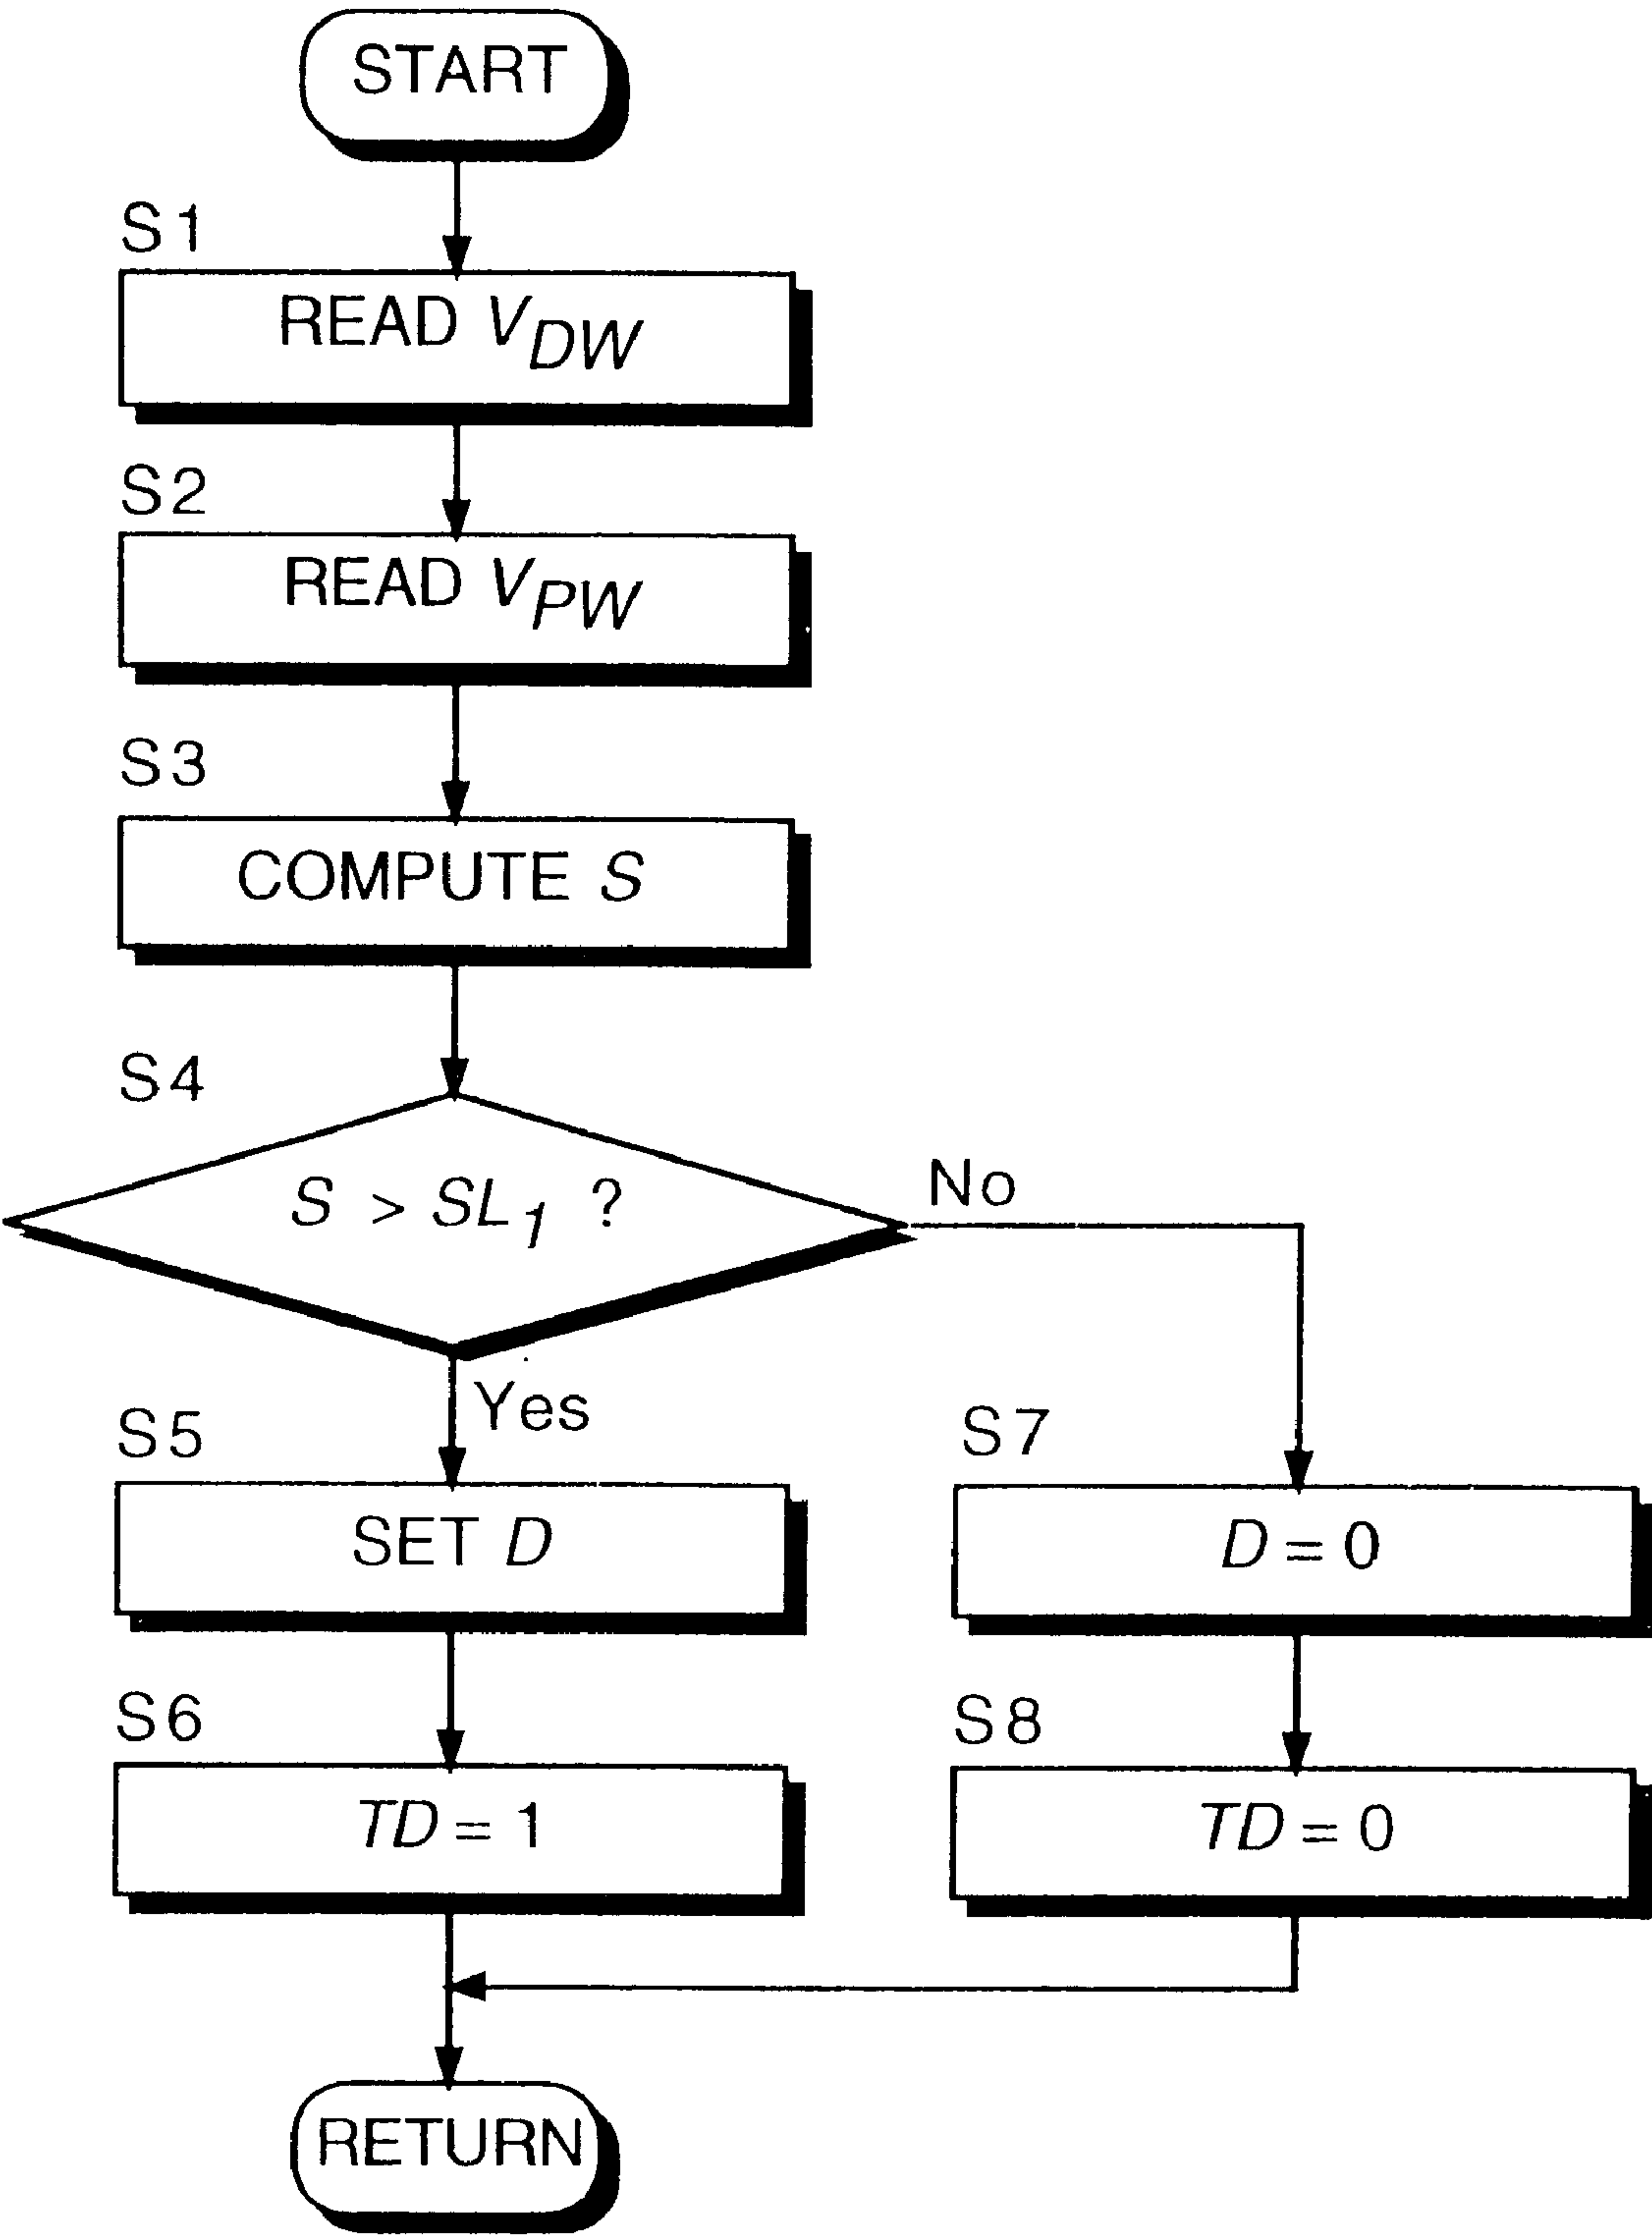 START
S1
READ V_DW
S2
READ V_PW
S3
COMPUTE S
S4
S > SL_1 ?
No
Yes
S5
SET D
S7
D = 0
S6
TD = 1
S8
TD = 0
RETURN